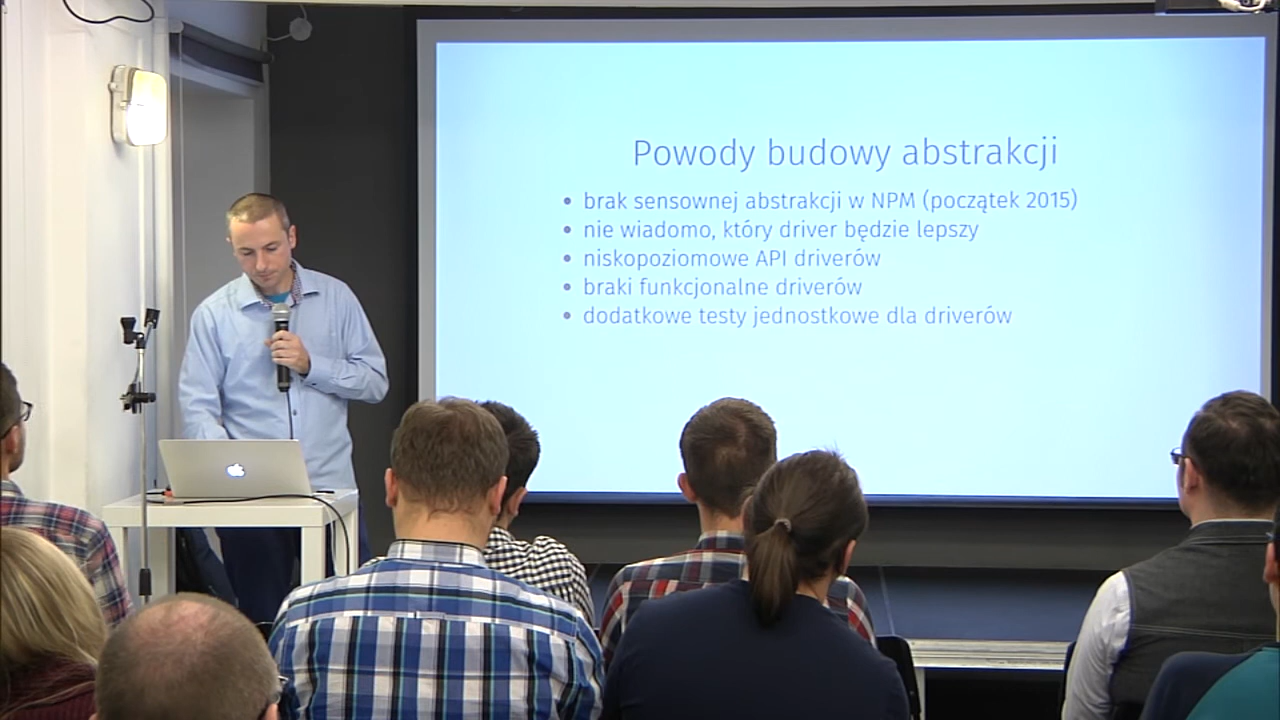 Powody budowy abstrakcji
• brak sensownej abstrakcji w NPM (początek 2015)
• nie wiadomo, który driver będzie lepszy
• niskopoziomowe API driverów
• braki funkcjonalne driverów
• dodatkowe testy jednostkowe dla driverów